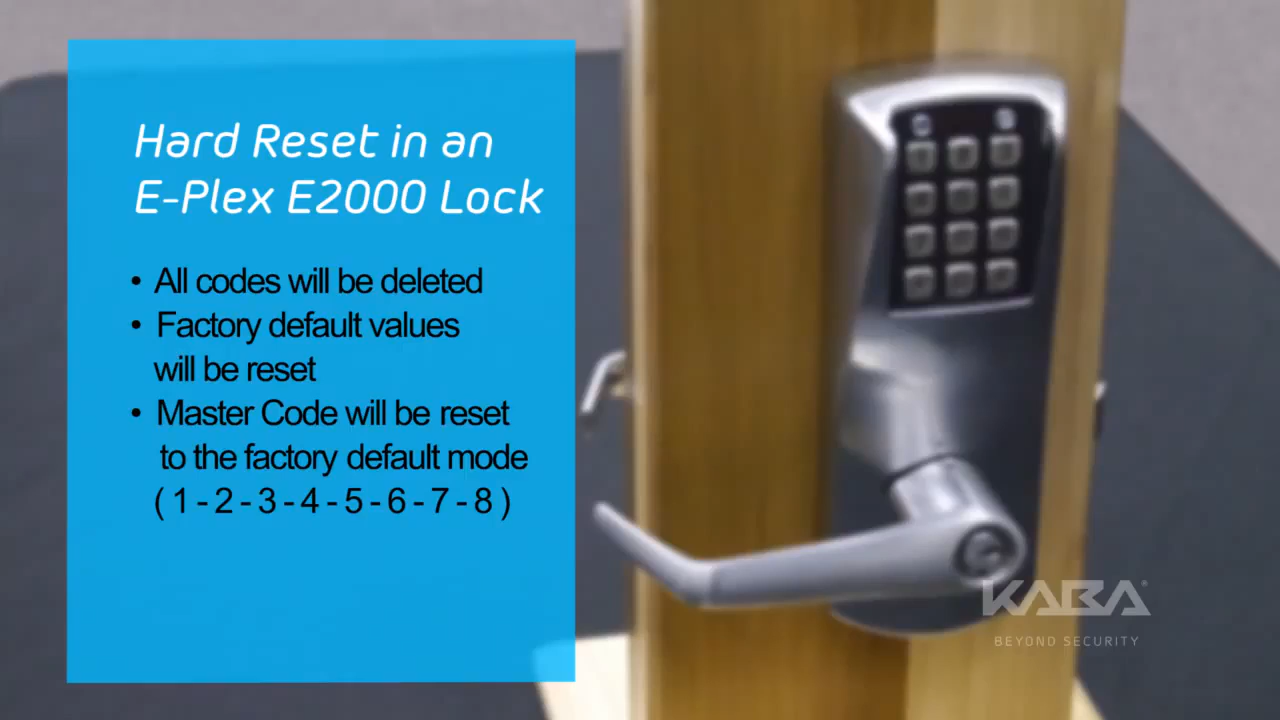 Hard Reset in an
E-Plex E2000 Lock
• All codes will be deleted
• Factory default values
will be reset
• Master Code will be reset
to the factory default mode
( 1 - 2 - 3 - 4 - 5 - 6 - 7 - 8 )
KABA®
BEYOND SECURITY